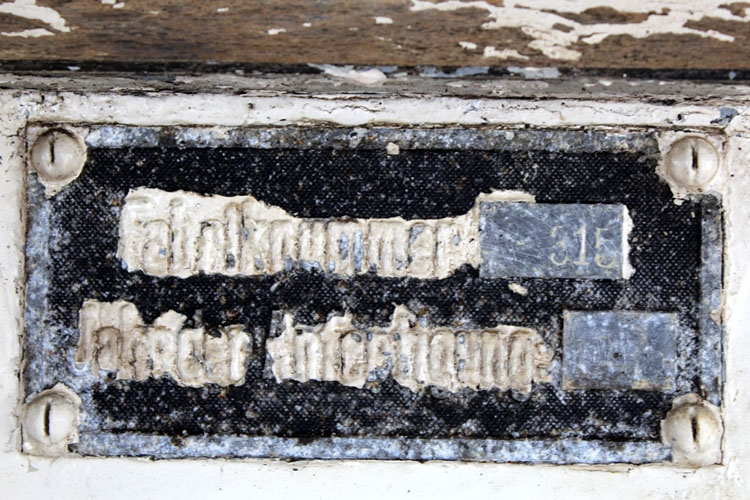 Fabriknummer 315
Jahr der Anfertigung